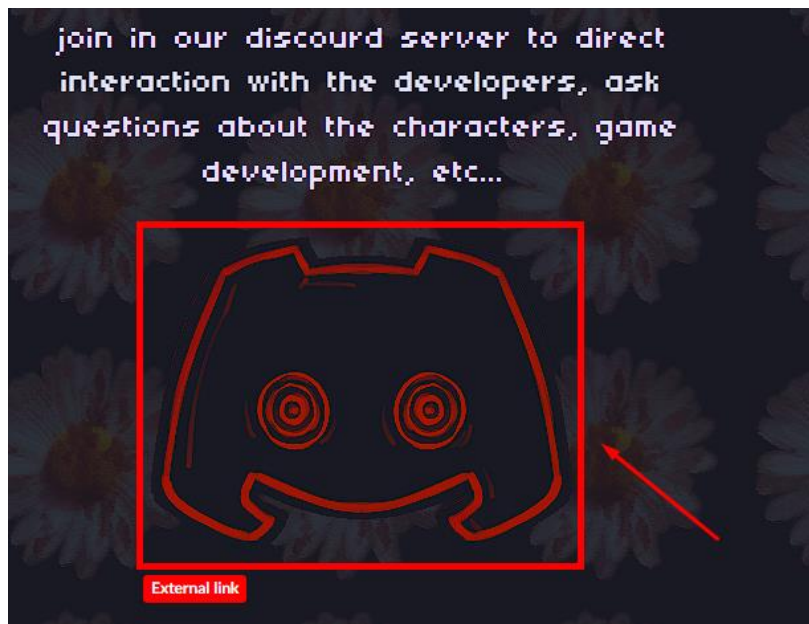 join in our discourd server to direct
interaction with the developers, ask
questions about the characters, game
development, etc...
External link